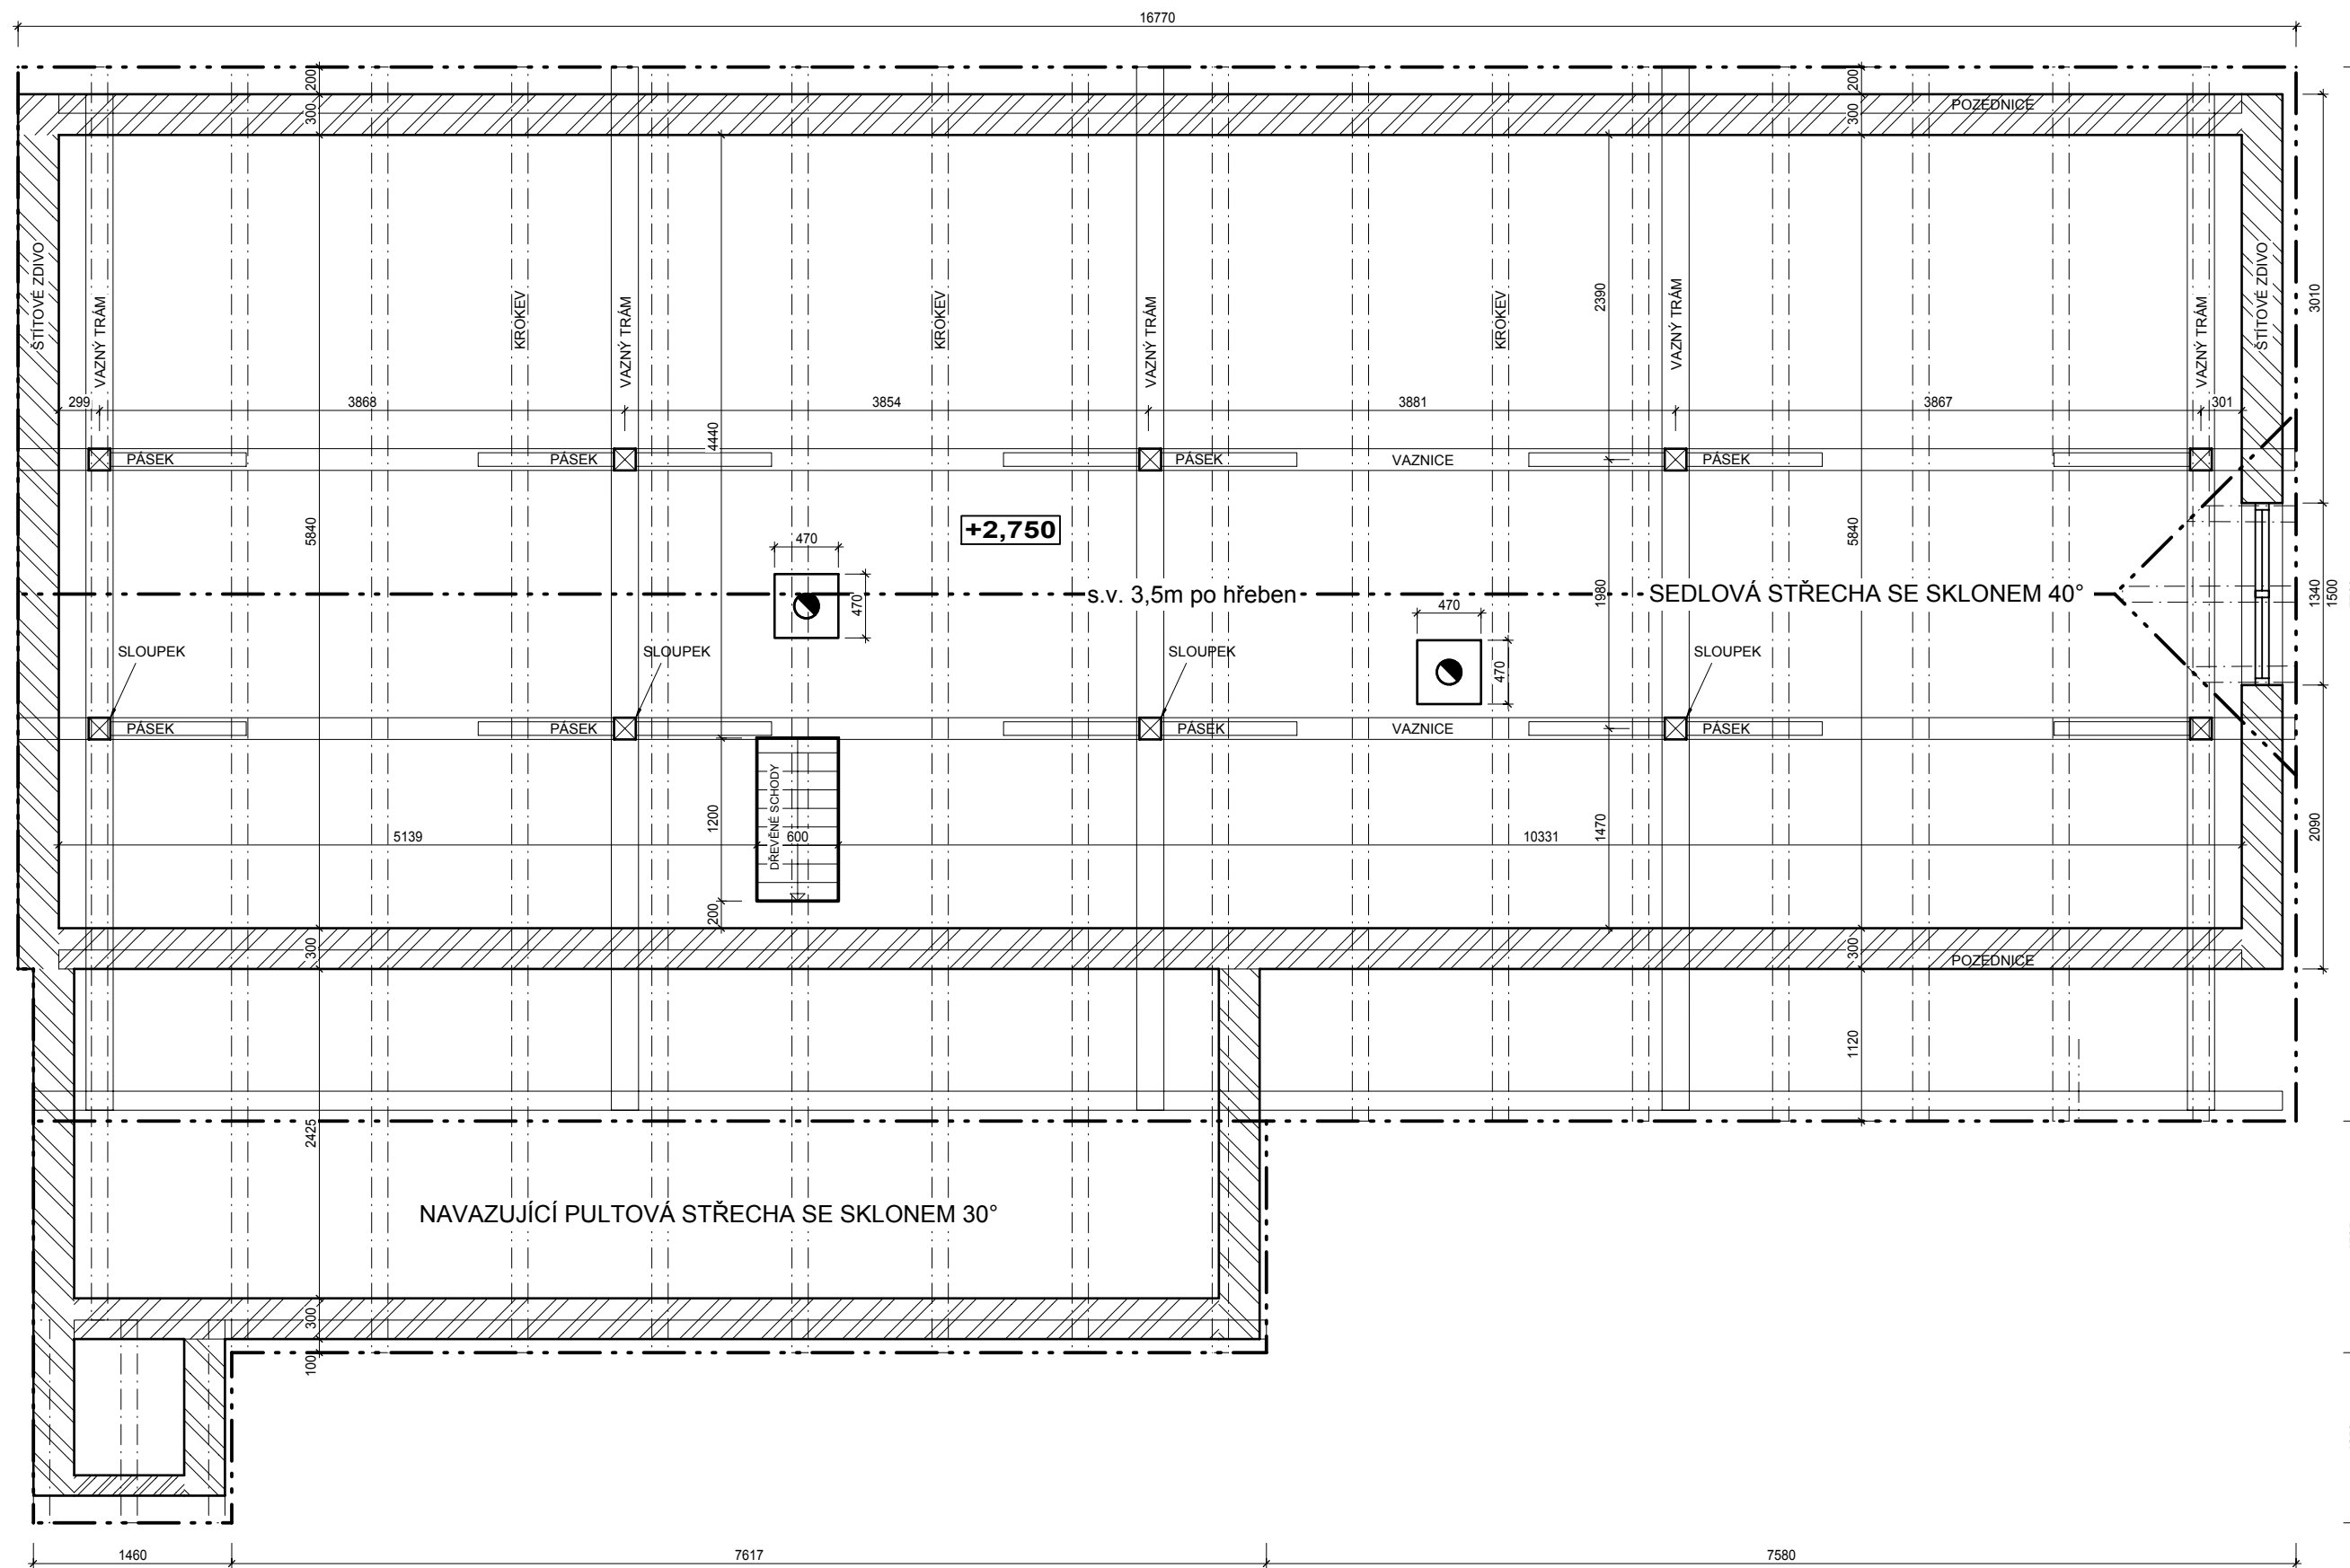 16770
200
200
300
300
POZEDNICE
ŠTÍTOVÉ ZDIVO
VAZNÝ TRÁM
KROKEV
VAZNÝ TRÁM
KROKEV
VAZNÝ TRÁM
KROKEV
2390
VAZNÝ TRÁM
VAZNÝ TRÁM
ŠTÍTOVÉ ZDIVO
3010
299
3868
3854
3881
3867
301
4440
PÁSEK
PÁSEK
PÁSEK
VAZNICE
PÁSEK
5840
+2,750
5840
470
470
s.v. 3,5m po hřeben
1980
SEDLOVÁ STŘECHA SE SKLONEM 40°
1340
1500
470
470
SLOUPEK
SLOUPEK
SLOUPEK
SLOUPEK
PÁSEK
PÁSEK
PÁSEK
VAZNICE
PÁSEK
DŘEVĚNÉ SCHODY
1200
5139
600
10331
1470
2090
200
300
300
POZEDNICE
1120
2425
NAVAZUJÍCÍ PULTOVÁ STŘECHA SE SKLONEM 30°
300
100
1460
7617
7580